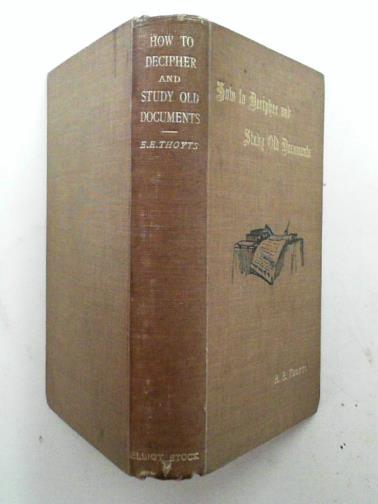 HOW TO
DECIPHER
AND
STUDY OLD
DOCUMENTS
E.E. THOYTS
ELLIOT STOCK
How to Decipher and
Study Old Documents
E. E. THOYTS